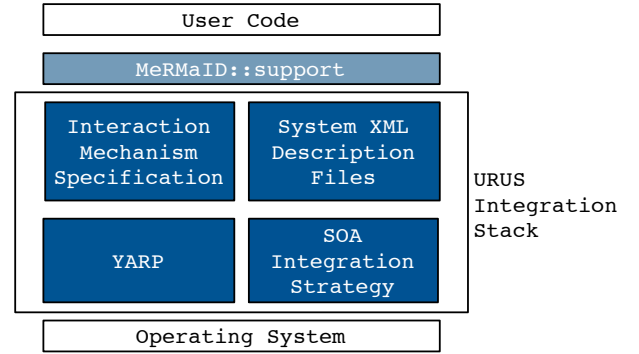 User Code
MeRMaID::support
Interaction
Mechanism
Specification
System XML
Description
Files
URUS
Integration
Stack
YARP
SOA
Integration
Strategy
Operating System